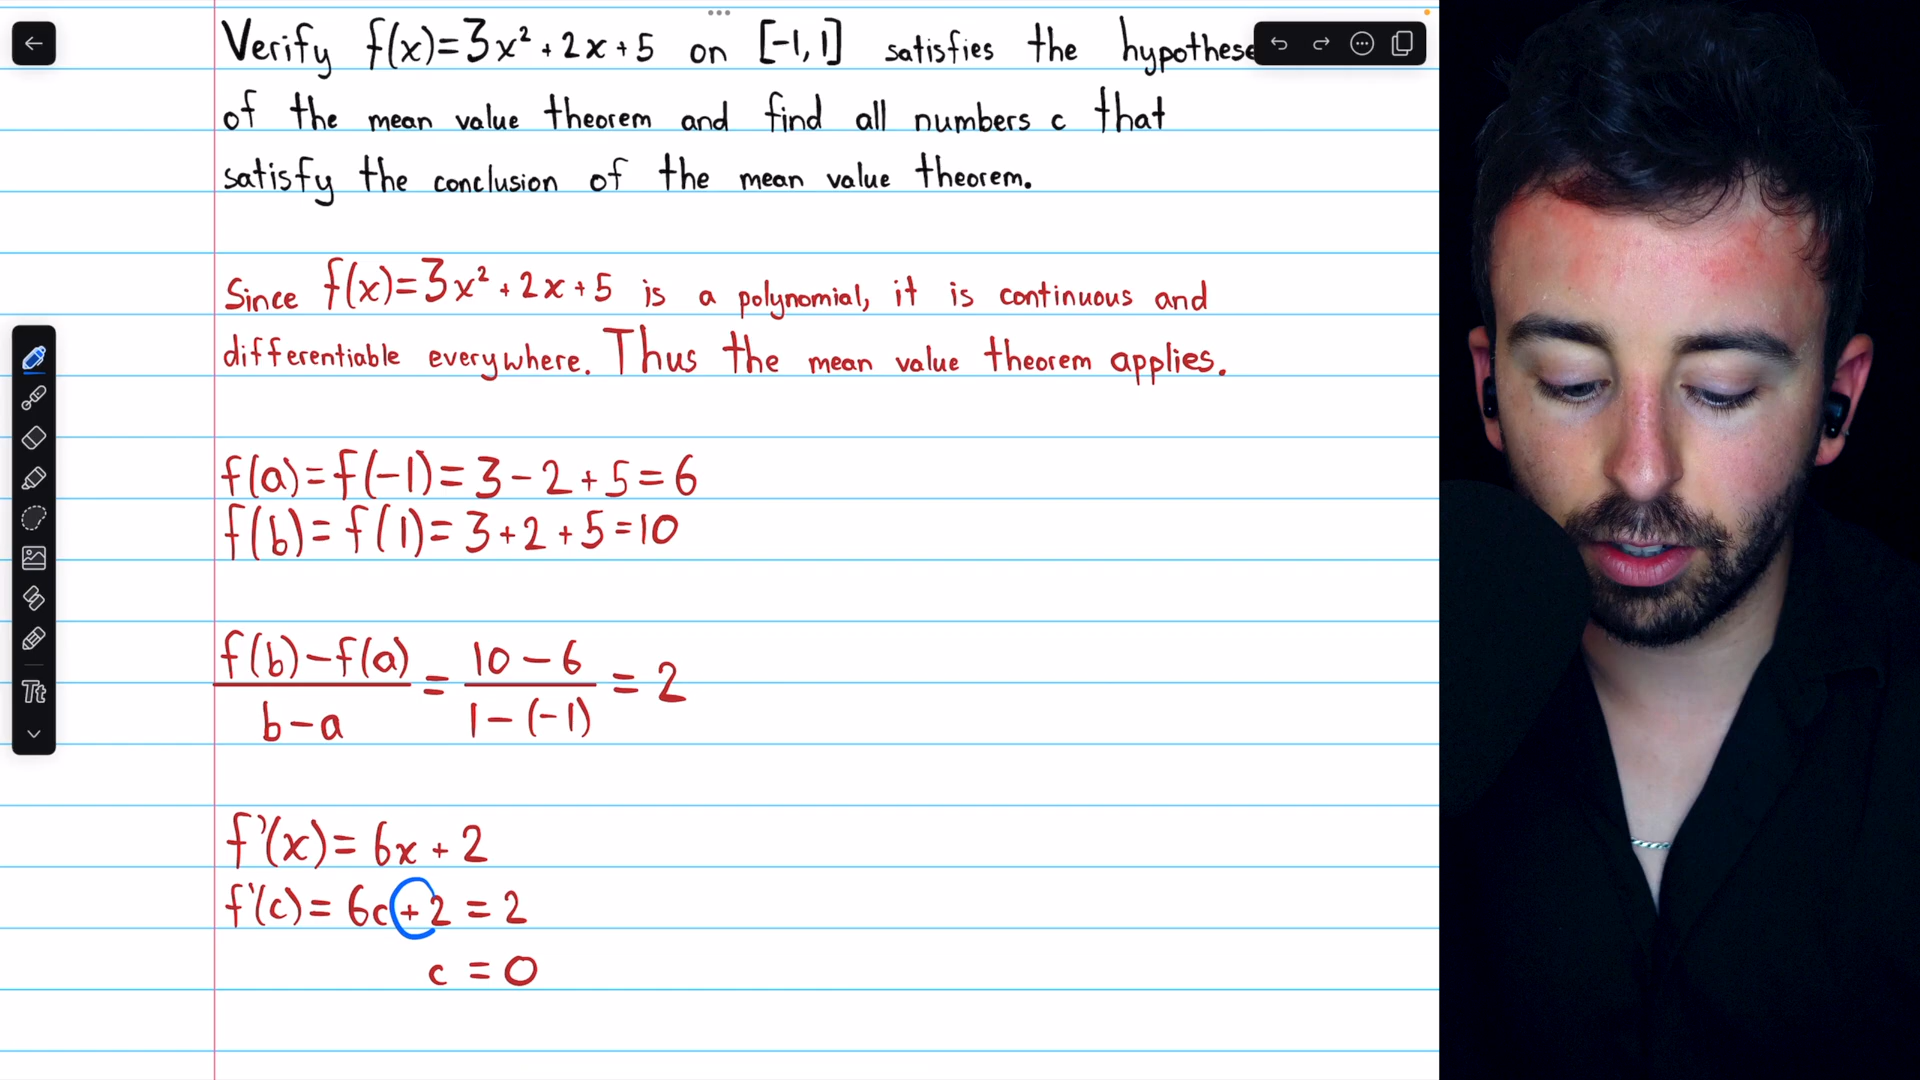 Verify f(x)=3x²+2x+5 on [-1,1] satisfies the hypothese
of the mean value theorem and find all numbers c that
satisfy the conclusion of the mean value theorem.
Since f(x)=3x²+2x+5 is a polynomial, it is continuous and
differentiable everywhere. Thus the mean value theorem applies.
f(a)=f(-1)=3-2+5=6
f(b)=f(1)=3+2+5=10
f(b)-f(a) / b-a = 10-6 / 1-(-1) = 2
f'(x)=6x+2
f'(c)=6c+2=2
c=0
Tt